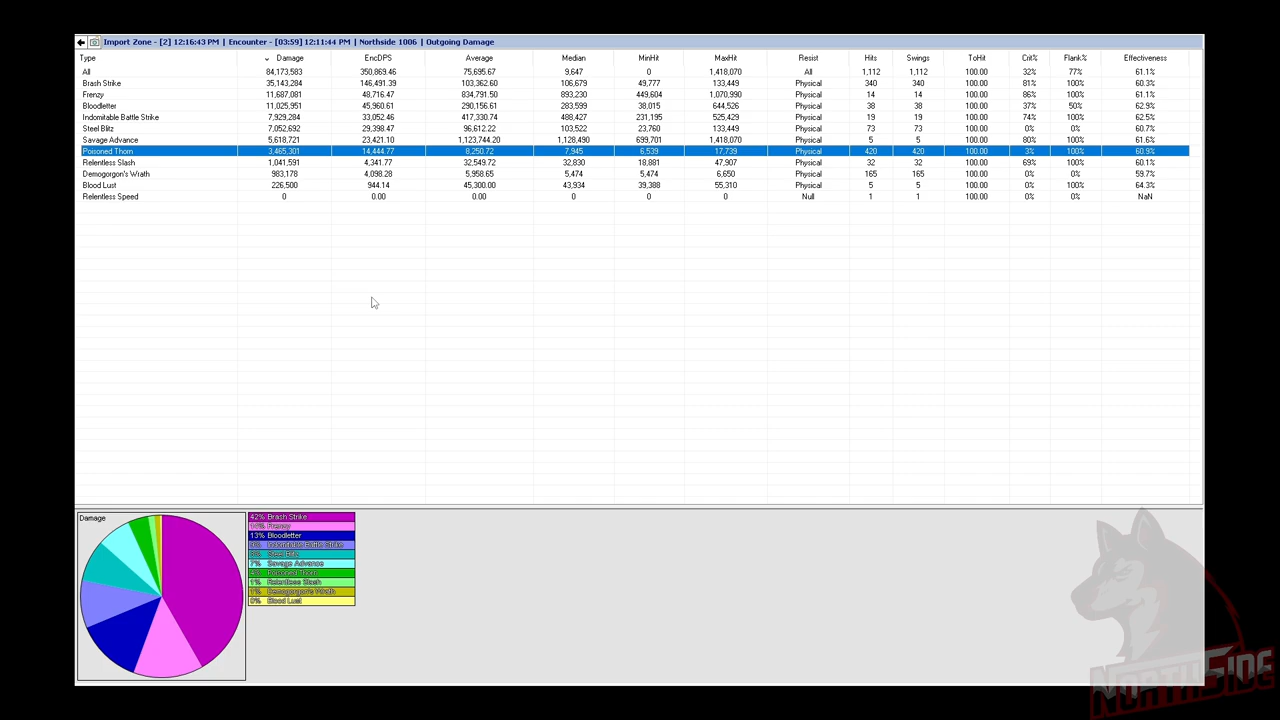 Import Zone - [2] 12:16:43 PM | Encounter - [03:59] 12:11:44 PM | Northside 1006 | Outgoing Damage
Type Damage EncDPS Average Median MinHit MaxHit Resist Hits Swings ToHit Crit% Flank% Effectiveness
All 84,173,583 350,869.46 75,695.67 9,647 0 1,418,070 All 1,112 1,112 100.00 32% 77% 61.1%
Brash Strike 35,143,284 146,491.39 103,362.60 106,679 49,777 133,449 Physical 340 340 100.00 81% 100% 60.3%
Frenzy 11,687,081 48,716.47 834,791.50 893,230 449,604 1,070,990 Physical 14 14 100.00 86% 100% 61.1%
Bloodletter 11,025,951 45,960.61 290,156.61 283,599 38,015 644,526 Physical 38 38 100.00 37% 50% 62.9%
Indomitable Battle Strike 7,929,284 33,052.46 417,330.74 488,427 231,195 525,429 Physical 19 19 100.00 74% 100% 62.5%
Steel Blitz 7,052,692 29,398.47 96,612.22 103,522 23,760 133,449 Physical 73 73 100.00 0% 0% 60.7%
Savage Advance 5,618,721 23,421.10 1,123,744.20 1,128,490 699,701 1,418,070 Physical 5 5 100.00 80% 100% 61.6%
Poisoned Thorn 3,465,301 14,444.77 8,250.72 7,945 6,539 17,739 Physical 420 420 100.00 3% 100% 60.9%
Relentless Slash 1,041,591 4,341.77 32,549.72 32,830 18,881 47,907 Physical 32 32 100.00 69% 100% 60.1%
Demogorgon's Wrath 983,178 4,098.28 5,958.65 5,474 5,474 6,650 Physical 165 165 100.00 0% 0% 59.7%
Blood Lust 226,500 944.14 45,300.00 43,934 39,388 55,310 Physical 5 5 100.00 0% 100% 64.3%
Relentless Speed 0 0.00 0.00 0 0 0 Null 1 1 100.00 0% 0% NaN
Damage
42% Brash Strike
14% Frenzy
13% Bloodletter
Indomitable Battle Strike
8% Steel Blitz
7% Savage Advance
4% Poisoned Thorn
1% Relentless Slash
1% Demogorgon's Wrath
0% Blood Lust
NORTHSIDE